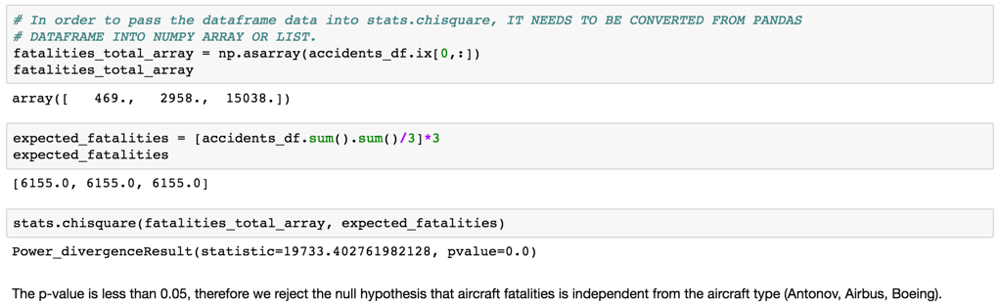 # In order to pass the dataframe data into stats.chisquare, IT NEEDS TO BE CONVERTED FROM PANDAS
# DATAFRAME INTO NUMPY ARRAY OR LIST.
fatalities_total_array = np.asarray(accidents_df.ix[0,:])
fatalities_total_array
array([   469.,   2958.,  15038.])
expected_fatalities = [accidents_df.sum().sum()/3]*3
expected_fatalities
[6155.0, 6155.0, 6155.0]
stats.chisquare(fatalities_total_array, expected_fatalities)
Power_divergenceResult(statistic=19733.402761982128, pvalue=0.0)
The p-value is less than 0.05, therefore we reject the null hypothesis that aircraft fatalities is independent from the aircraft type (Antonov, Airbus, Boeing).